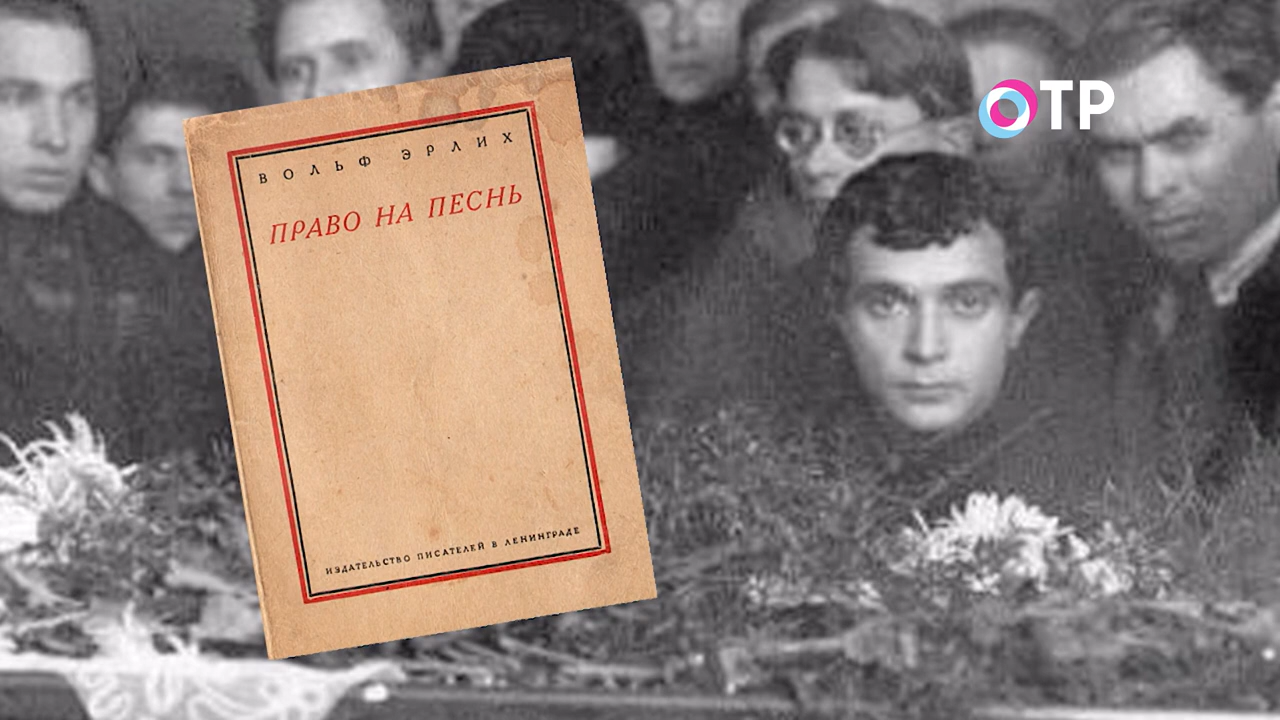 ОТР
ВОЛЬФ ЭРЛИХ
ПРАВО НА ПЕСНЬ
ИЗДАТЕЛЬСТВО ПИСАТЕЛЕЙ В ЛЕНИНГРАДЕ